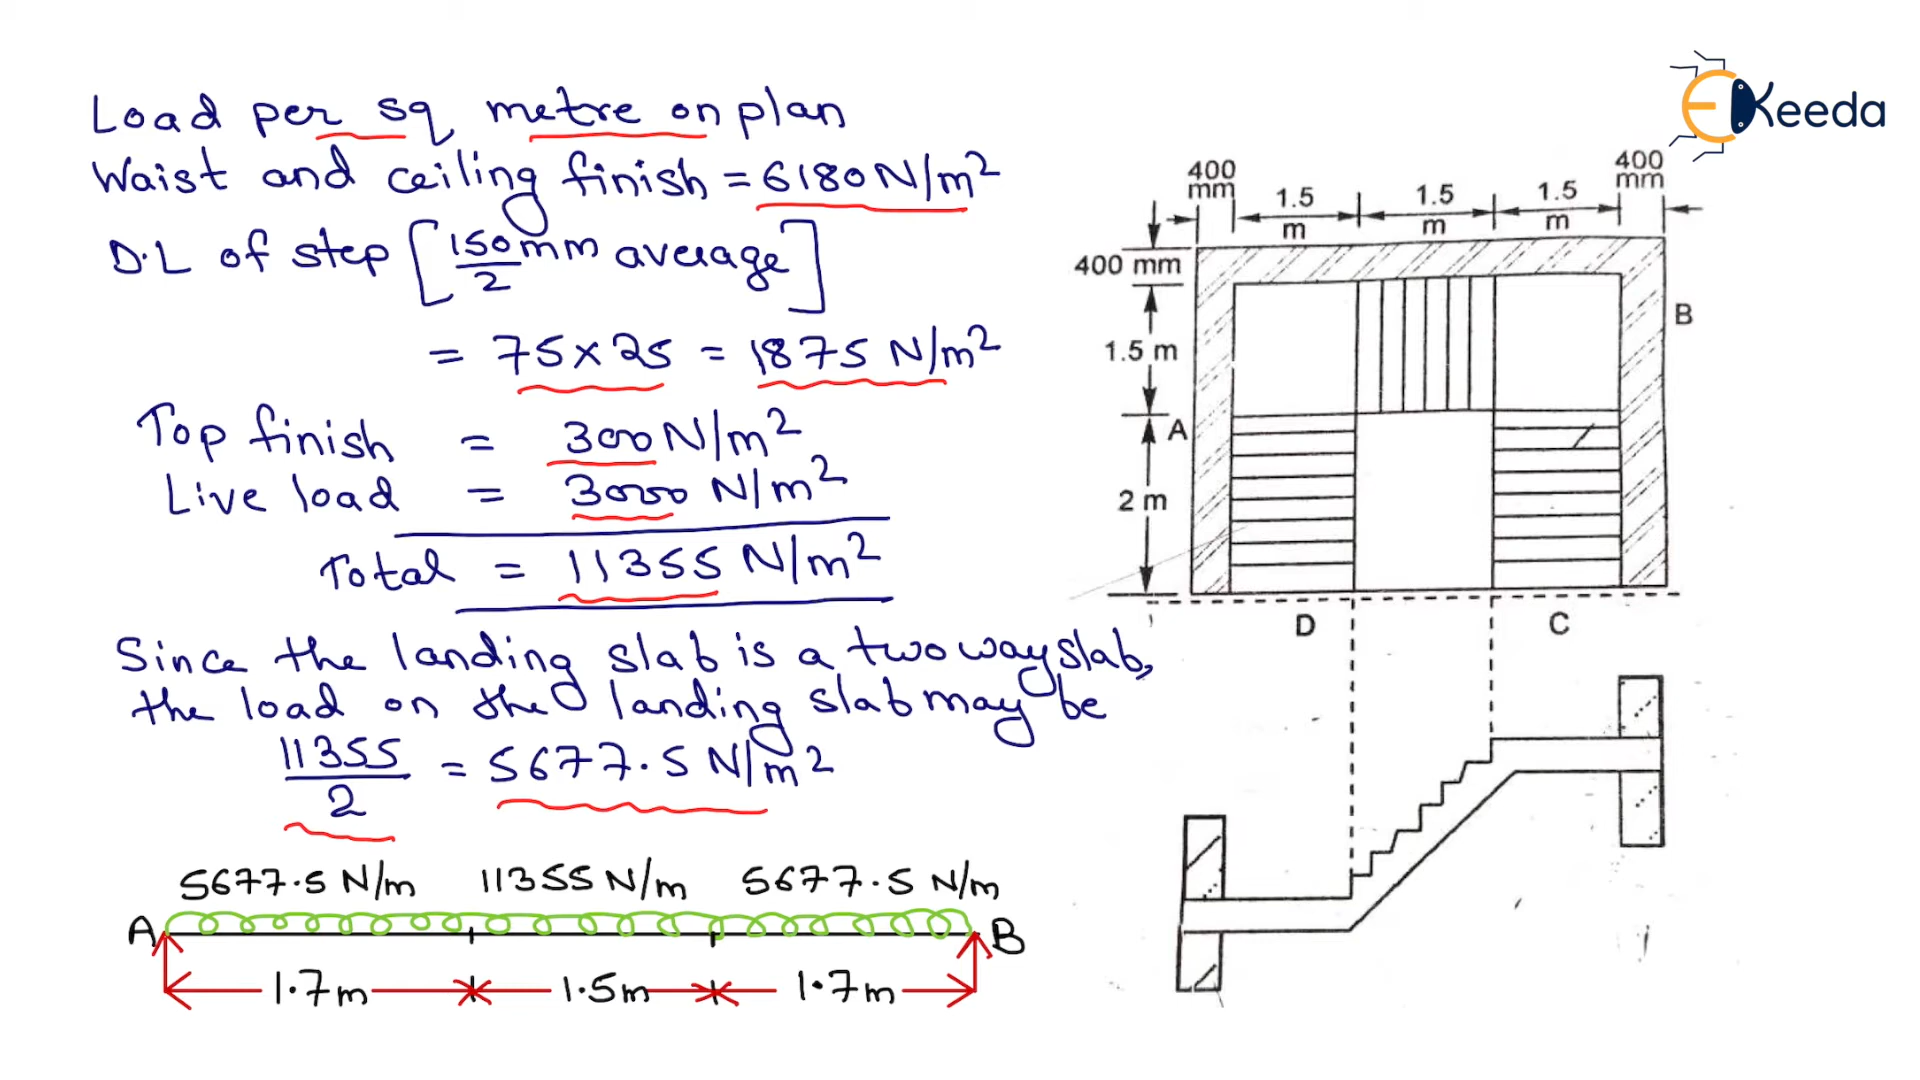 Load per sq metre on plan
Waist and ceiling finish = 6180 N/m²
D.L of step [150/2 mm average]
= 75 × 25 = 1875 N/m²
Top finish = 300 N/m²
Live load = 3000 N/m²
Total = 11355 N/m²
Since the landing slab is a two way slab,
the load on the landing slab may be
11355/2 = 5677.5 N/m²
5677.5 N/m 11355 N/m 5677.5 N/m
A B
1.7m 1.5m 1.7m
EKeeda
400 mm 1.5 m 1.5 m 1.5 m 400 mm
400 mm
B
1.5 m
A
2 m
D C